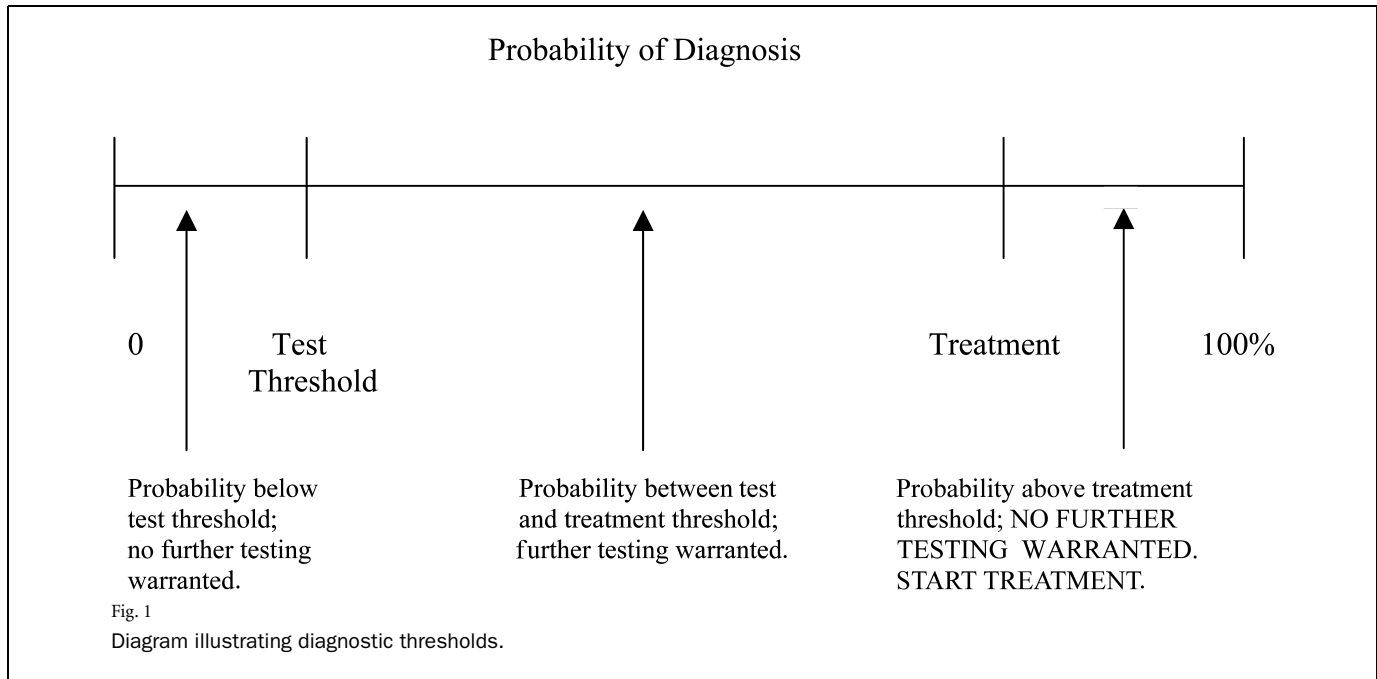 Probability of Diagnosis
0
Test
Threshold
Treatment
100%
Probability below
test threshold;
no further testing
warranted.
Probability between test
and treatment threshold;
further testing warranted.
Probability above treatment
threshold; NO FURTHER
TESTING WARRANTED.
START TREATMENT.
Fig. 1
Diagram illustrating diagnostic thresholds.